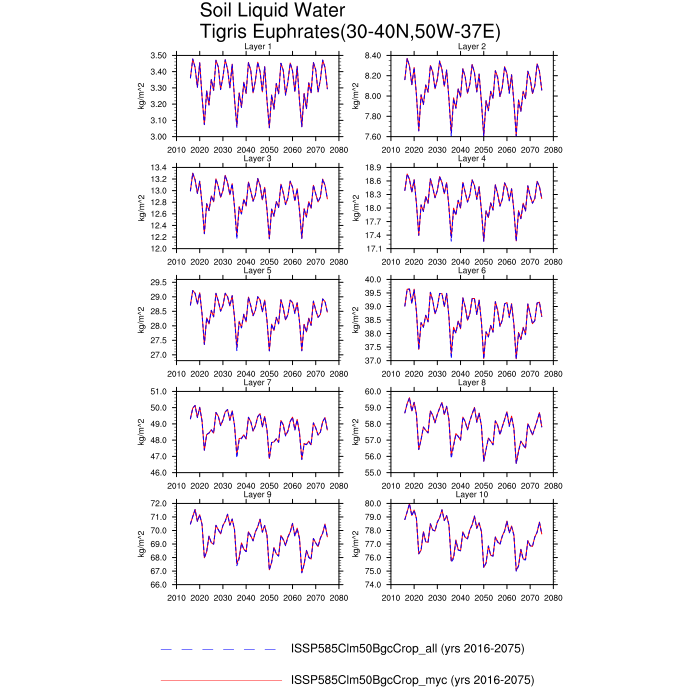 Soil Liquid Water
Tigris Euphrates(30-40N,50W-37E)
Layer 1
Layer 2
kg/m^2
3.50
3.40
3.30
3.20
3.10
3.00
2010 2020 2030 2040 2050 2060 2070 2080
kg/m^2
8.40
8.20
8.00
7.80
7.60
2010 2020 2030 2040 2050 2060 2070 2080
Layer 3
Layer 4
kg/m^2
13.4
13.2
13.0
12.8
12.6
12.4
12.2
12.0
2010 2020 2030 2040 2050 2060 2070 2080
kg/m^2
18.9
18.6
18.3
18.0
17.7
17.4
17.1
2010 2020 2030 2040 2050 2060 2070 2080
Layer 5
Layer 6
kg/m^2
29.5
29.0
28.5
28.0
27.5
27.0
2010 2020 2030 2040 2050 2060 2070 2080
kg/m^2
40.0
39.0
39.5
38.5
38.0
37.5
37.0
2010 2020 2030 2040 2050 2060 2070 2080
Layer 7
Layer 8
kg/m^2
51.0
50.0
49.0
48.0
47.0
46.0
2010 2020 2030 2040 2050 2060 2070 2080
kg/m^2
60.0
59.0
58.0
57.0
56.0
55.0
2010 2020 2030 2040 2050 2060 2070 2080
Layer 9
Layer 10
kg/m^2
72.0
71.0
70.0
69.0
68.0
67.0
66.0
2010 2020 2030 2040 2050 2060 2070 2080
kg/m^2
80.0
79.0
78.0
77.0
76.0
75.0
74.0
2010 2020 2030 2040 2050 2060 2070 2080
ISSP585Clm50BgcCrop_all (yrs 2016-2075)
ISSP585Clm50BgcCrop_myc (yrs 2016-2075)